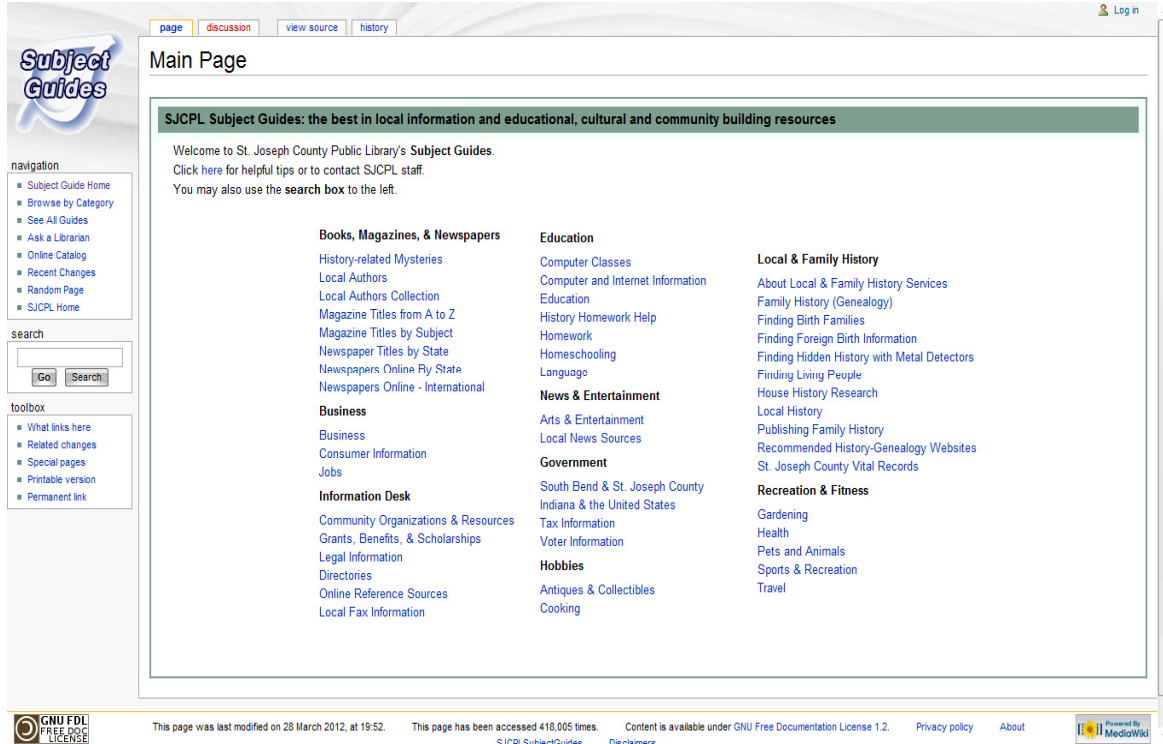 Log in
page discussion view source history
Subject
Guides
Main Page
SJCPL Subject Guides: the best in local information and educational, cultural and community building resources
Welcome to St. Joseph County Public Library's Subject Guides.
Click here for helpful tips or to contact SJCPL staff.
You may also use the search box to the left.
navigation
Subject Guide Home
Browse by Category
See All Guides
Ask a Librarian
Online Catalog
Recent Changes
Random Page
SJCPL Home
search
Go Search
toolbox
What links here
Related changes
Special pages
Printable version
Permanent link
Books, Magazines, & Newspapers
History-related Mysteries
Local Authors
Local Authors Collection
Magazine Titles from A to Z
Magazine Titles by Subject
Newspaper Titles by State
Newspapers Online By State
Newspapers Online - International
Business
Business
Consumer Information
Jobs
Information Desk
Community Organizations & Resources
Grants, Benefits, & Scholarships
Legal Information
Directories
Online Reference Sources
Local Fax Information
Education
Computer Classes
Computer and Internet Information
Education
History Homework Help
Homework
Homeschooling
Language
News & Entertainment
Arts & Entertainment
Local News Sources
Government
South Bend & St. Joseph County
Indiana & the United States
Tax Information
Voter Information
Hobbies
Antiques & Collectibles
Cooking
Local & Family History
About Local & Family History Services
Family History (Genealogy)
Finding Birth Families
Finding Foreign Birth Information
Finding Hidden History with Metal Detectors
Finding Living People
House History Research
Local History
Publishing Family History
Recommended History-Genealogy Websites
St. Joseph County Vital Records
Recreation & Fitness
Gardening
Health
Pets and Animals
Sports & Recreation
Travel
GNU FDL
FREE DOC
LICENSE
This page was last modified on 28 March 2012, at 19:52. This page has been accessed 418,005 times. Content is available under GNU Free Documentation License 1.2. Privacy policy About
SJCPLSubjectGuides Disclaimers
Powered By
MediaWiki